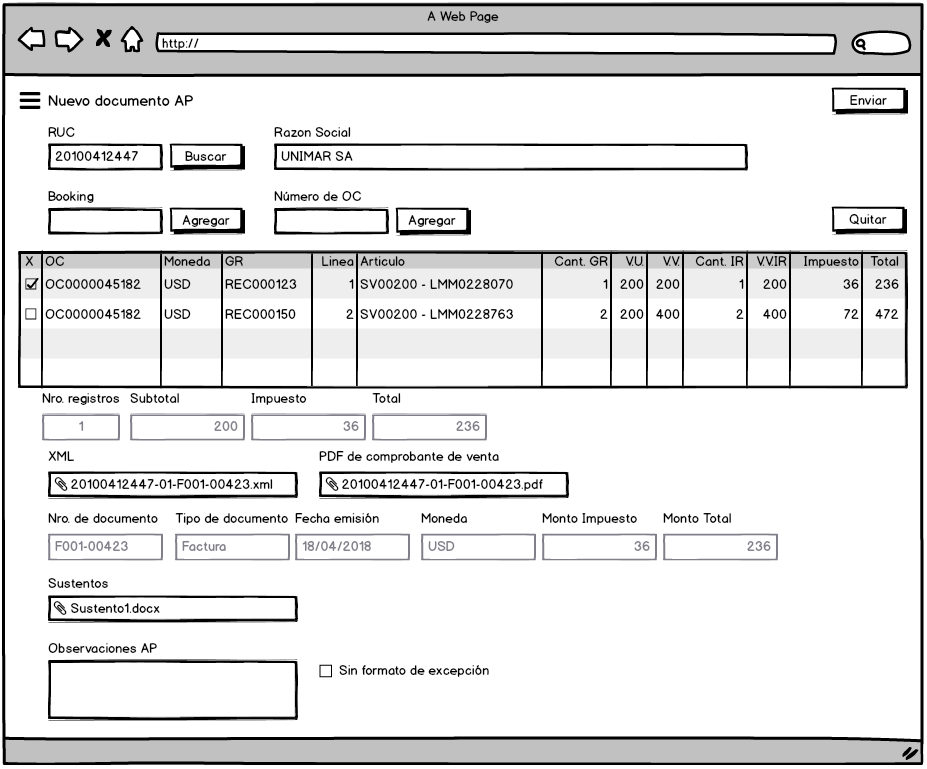 A Web Page
http://
Nuevo documento AP
Enviar
RUC Razon Social
20100412447 Buscar UNIMAR SA
Booking Número de OC
Agregar Agregar Quitar
X OC Moneda GR Linea Articulo Cant. GR V.U. V.V. Cant. IR V.V.IR Impuesto Total
OC0000045182 USD REC000123 1 SV00200 - LMM0228070 1 200 200 1 200 36 236
OC0000045182 USD REC000150 2 SV00200 - LMM0228763 2 200 400 2 400 72 472
Nro. registros Subtotal Impuesto Total
1 200 36 236
XML PDF de comprobante de venta
20100412447-01-F001-00423.xml 20100412447-01-F001-00423.pdf
Nro. de documento Tipo de documento Fecha emisión Moneda Monto Impuesto Monto Total
F001-00423 Factura 18/04/2018 USD 36 236
Sustentos
Sustento1.docx
Observaciones AP
Sin formato de excepción